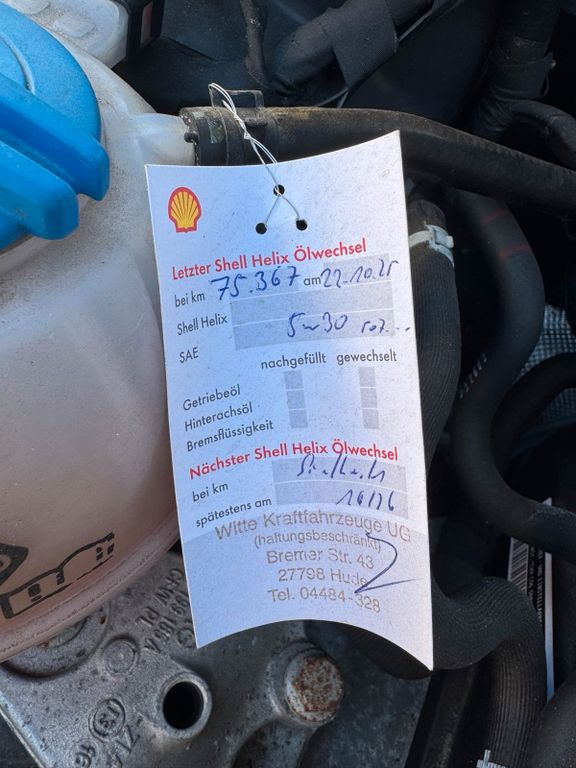 Letzter Shell Helix Ölwechsel
bei km 75.367 am 22.10.25
Shell Helix
SAE 5w30
nachgefüllt gewechselt
Getriebeöl
Hinterachsöl
Bremsflüssigkeit
Nächster Shell Helix Ölwechsel
bei km
spätestens am 10/26
Witte Kraftfahrzeuge UG
(haftungsbeschränkt)
Bremer Str. 43
27798 Hude
Tel. 04484-328